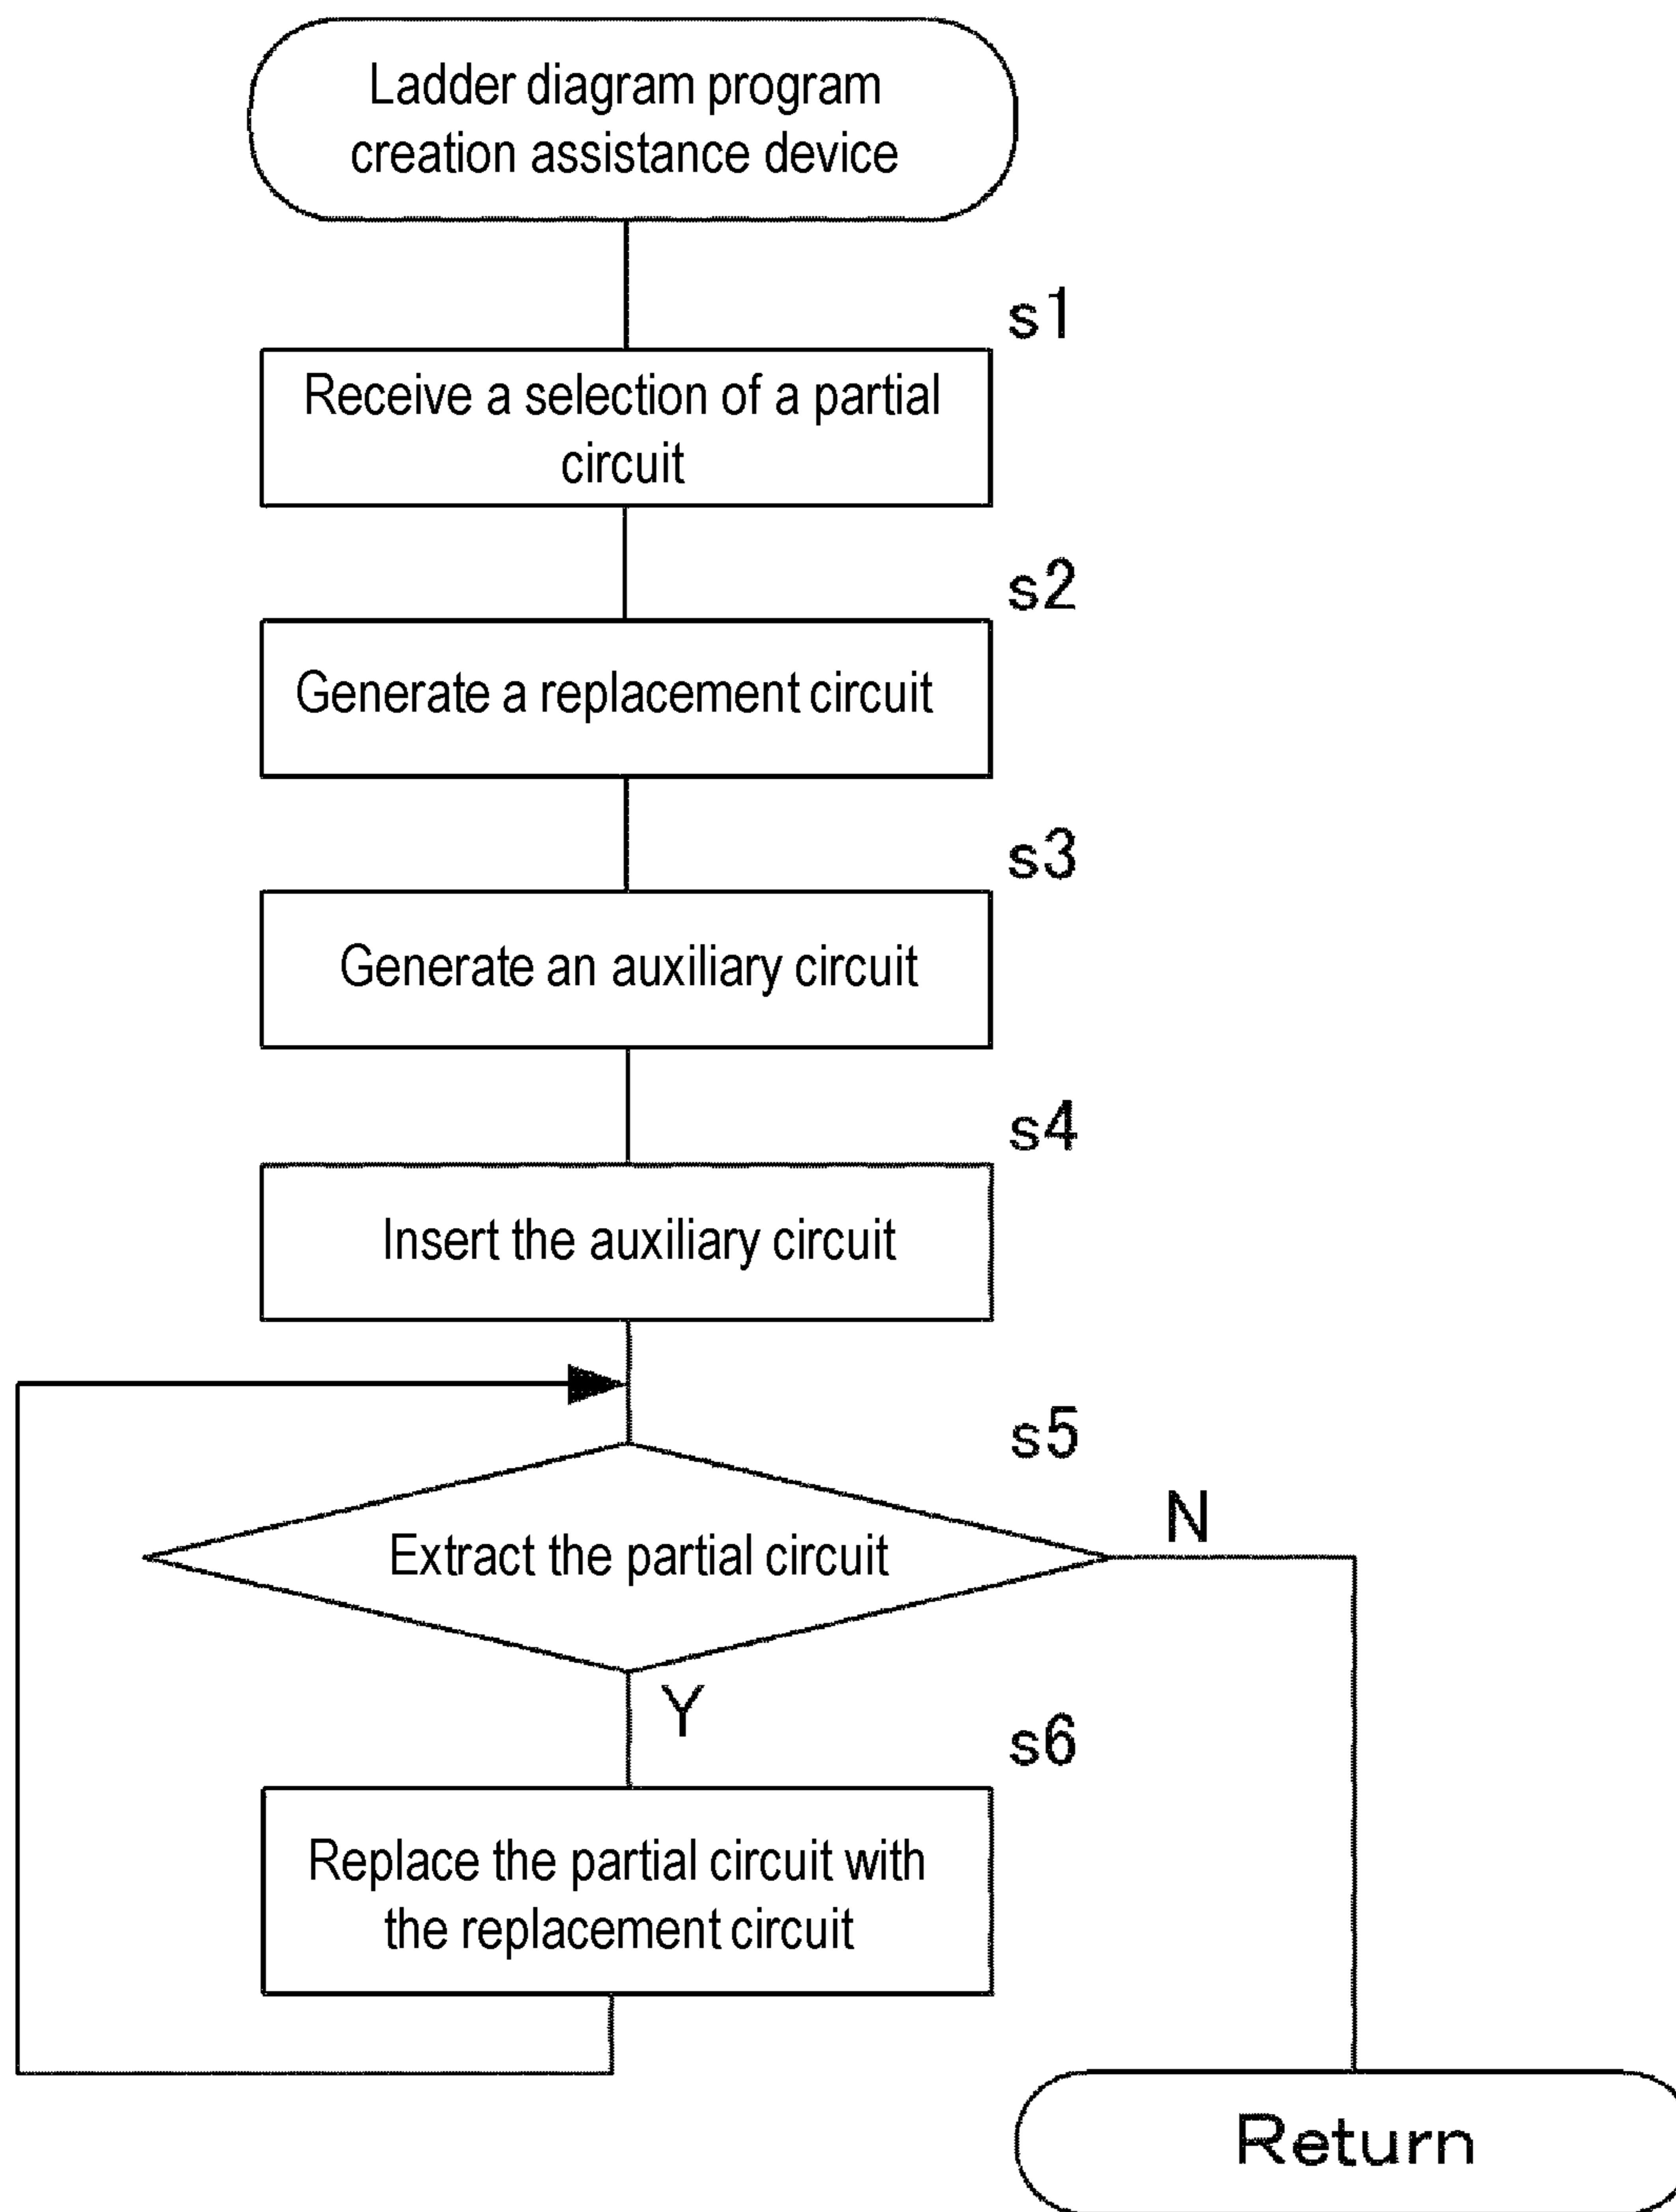 Ladder diagram program
creation assistance device
s1
Receive a selection of a partial
circuit
s2
Generate a replacement circuit
s3
Generate an auxiliary circuit
s4
Insert the auxiliary circuit
s5
N
Extract the partial circuit
Y
s6
Replace the partial circuit with
the replacement circuit
Return